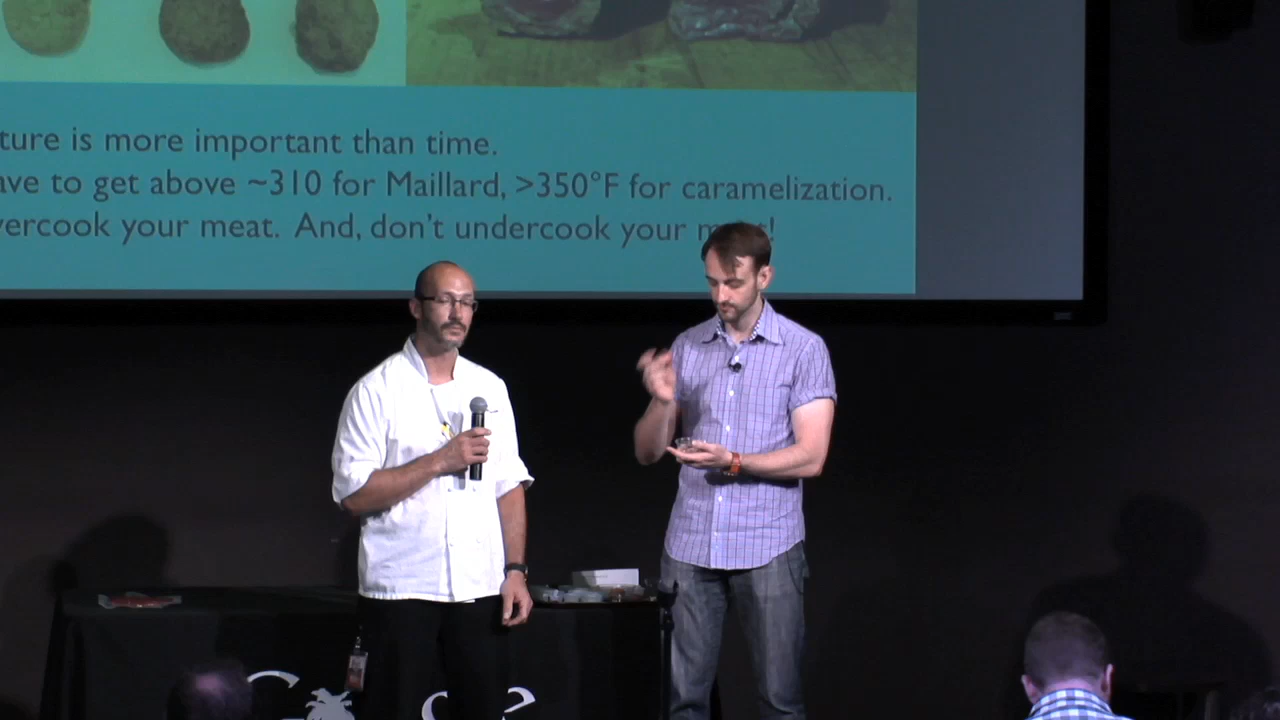 ture is more important than time.
ave to get above ~310 for Maillard, >350°F for caramelization.
vercook your meat. And, don't undercook your m !